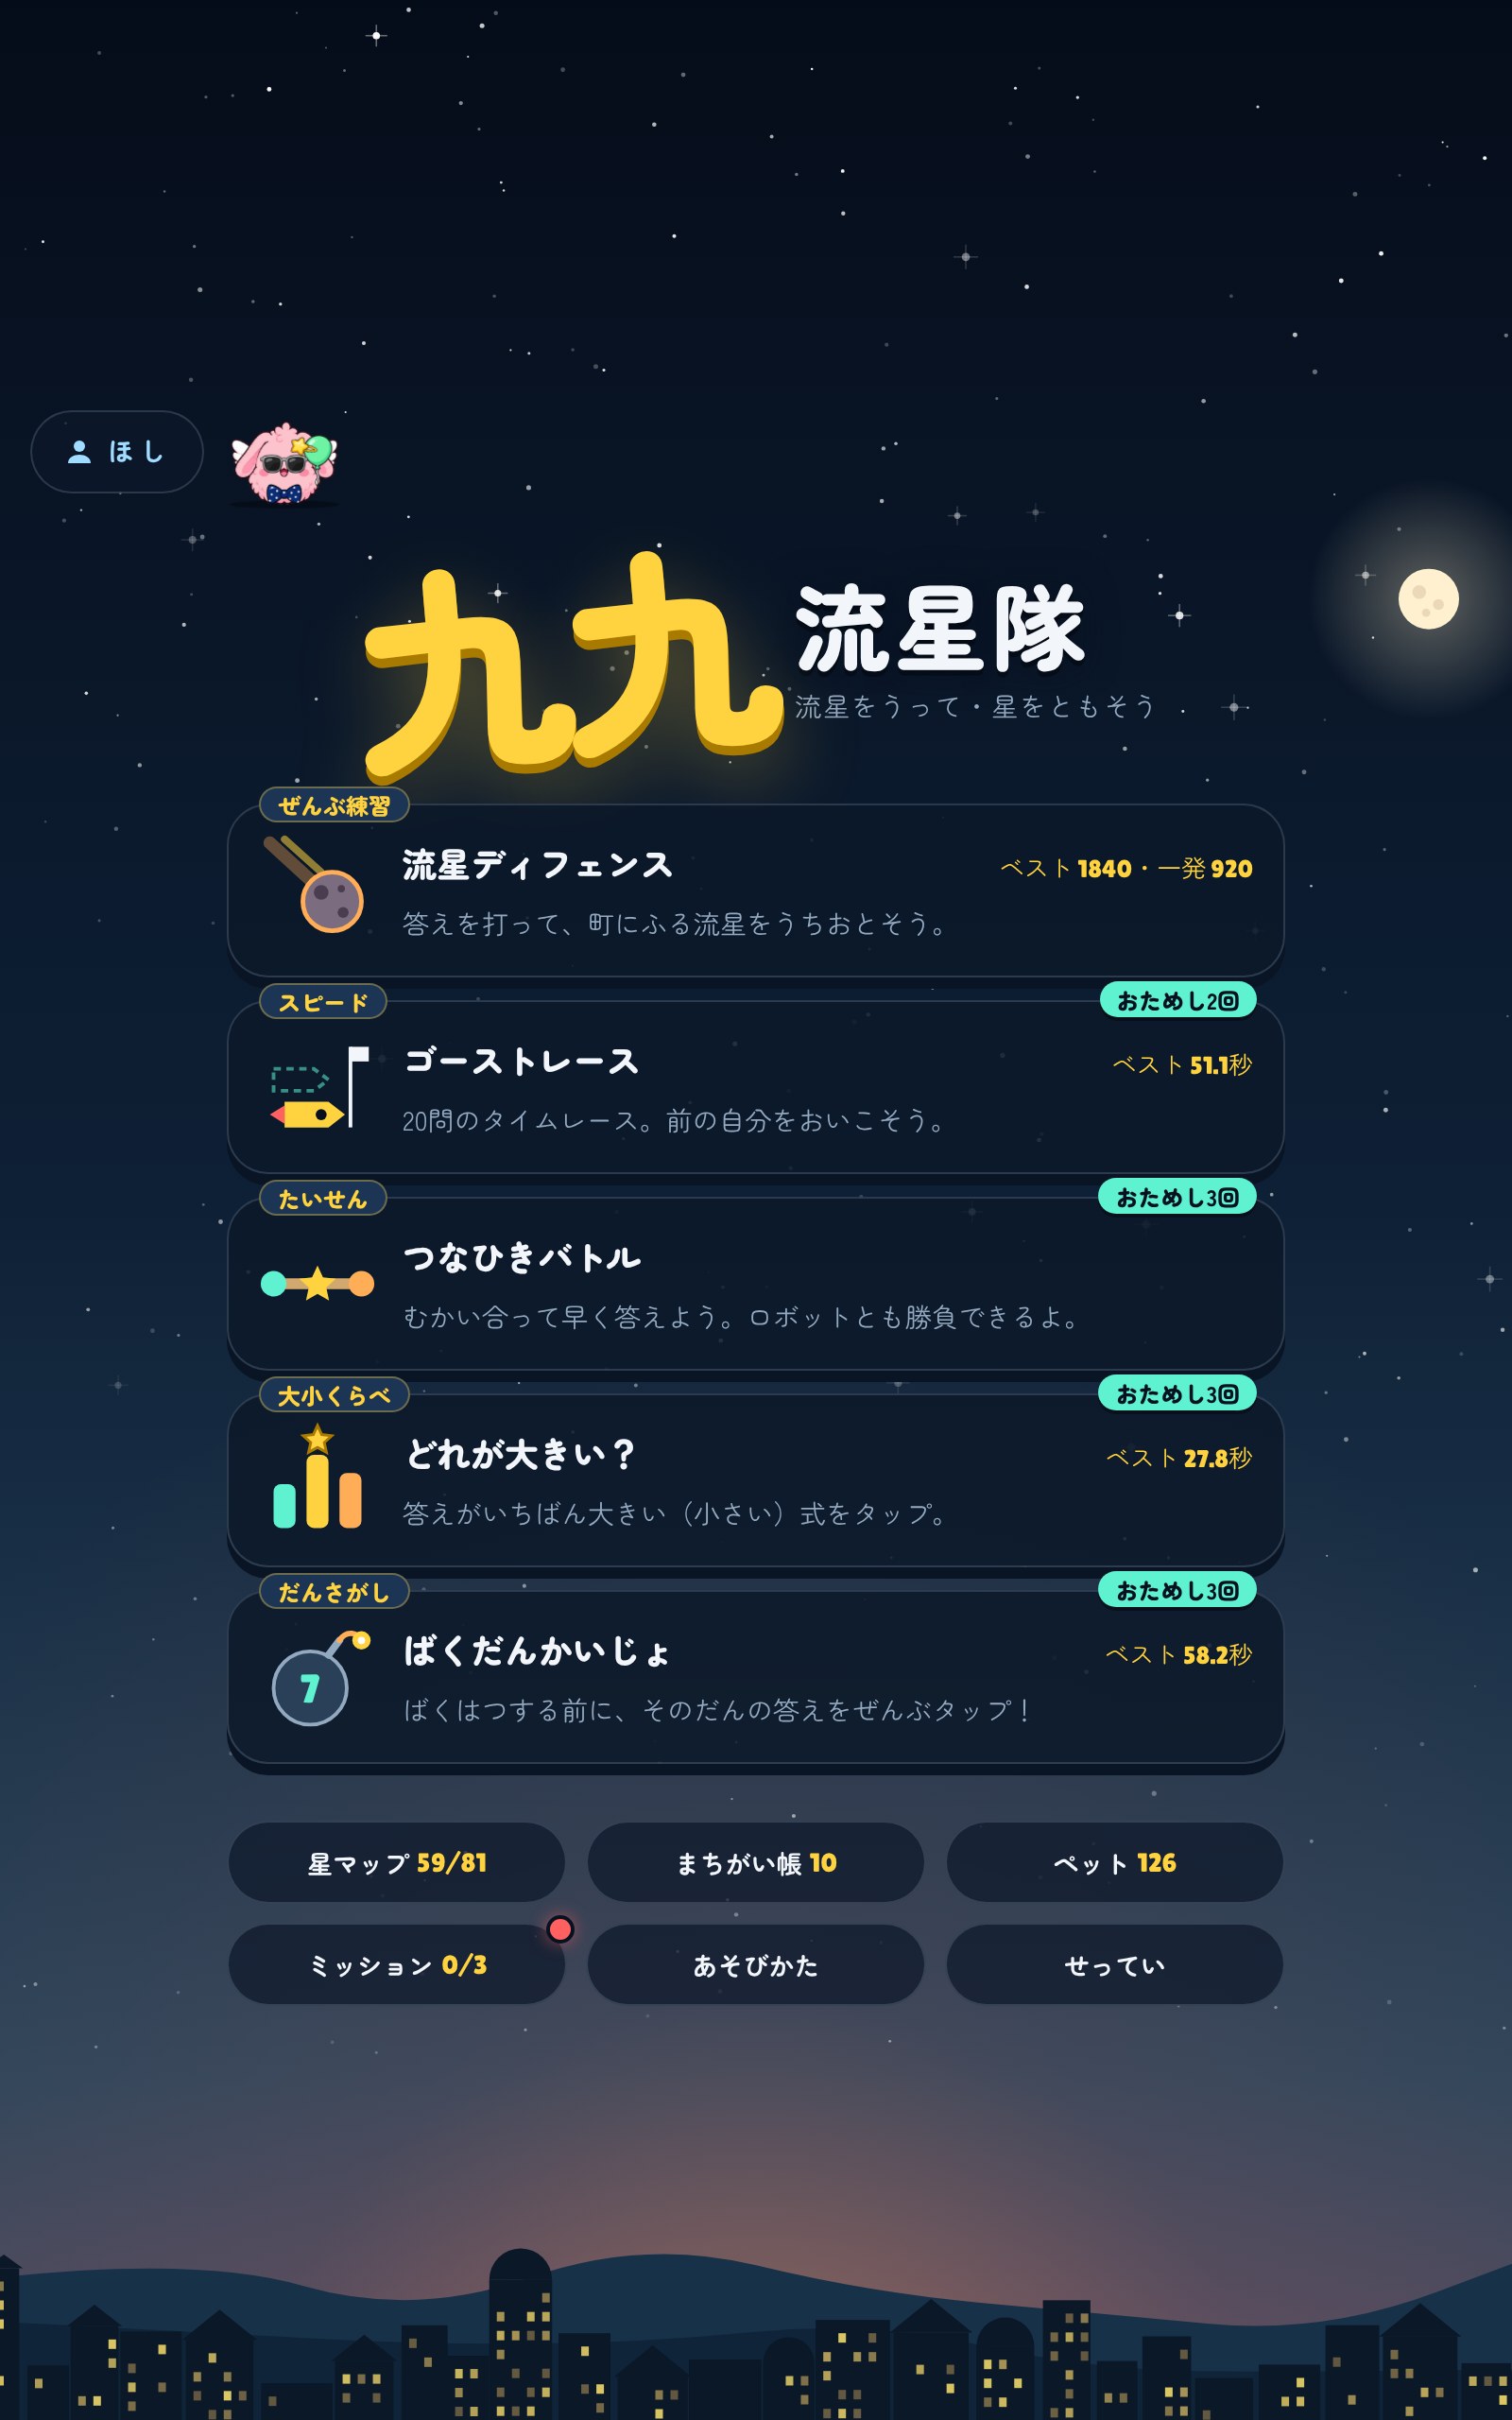 ほし
九九 流星隊
流星をうって・星をともそう
ぜんぶ練習
流星ディフェンス
ベスト 1840・一発 920
答えを打って、町にふる流星をうちおとそう。
スピード
おためし2回
ゴーストレース
ベスト 51.1秒
20問のタイムレース。前の自分をおいこそう。
たいせん
おためし3回
つなひきバトル
むかい合って早く答えよう。ロボットとも勝負できるよ。
大小くらべ
おためし3回
どれが大きい？
ベスト 27.8秒
答えがいちばん大きい（小さい）式をタップ。
だんさがし
おためし3回
7
ばくだんかいじょ
ベスト 58.2秒
ばくはつする前に、そのだんの答えをぜんぶタップ！
星マップ 59/81
まちがい帳 10
ペット 126
ミッション 0/3
あそびかた
せってい